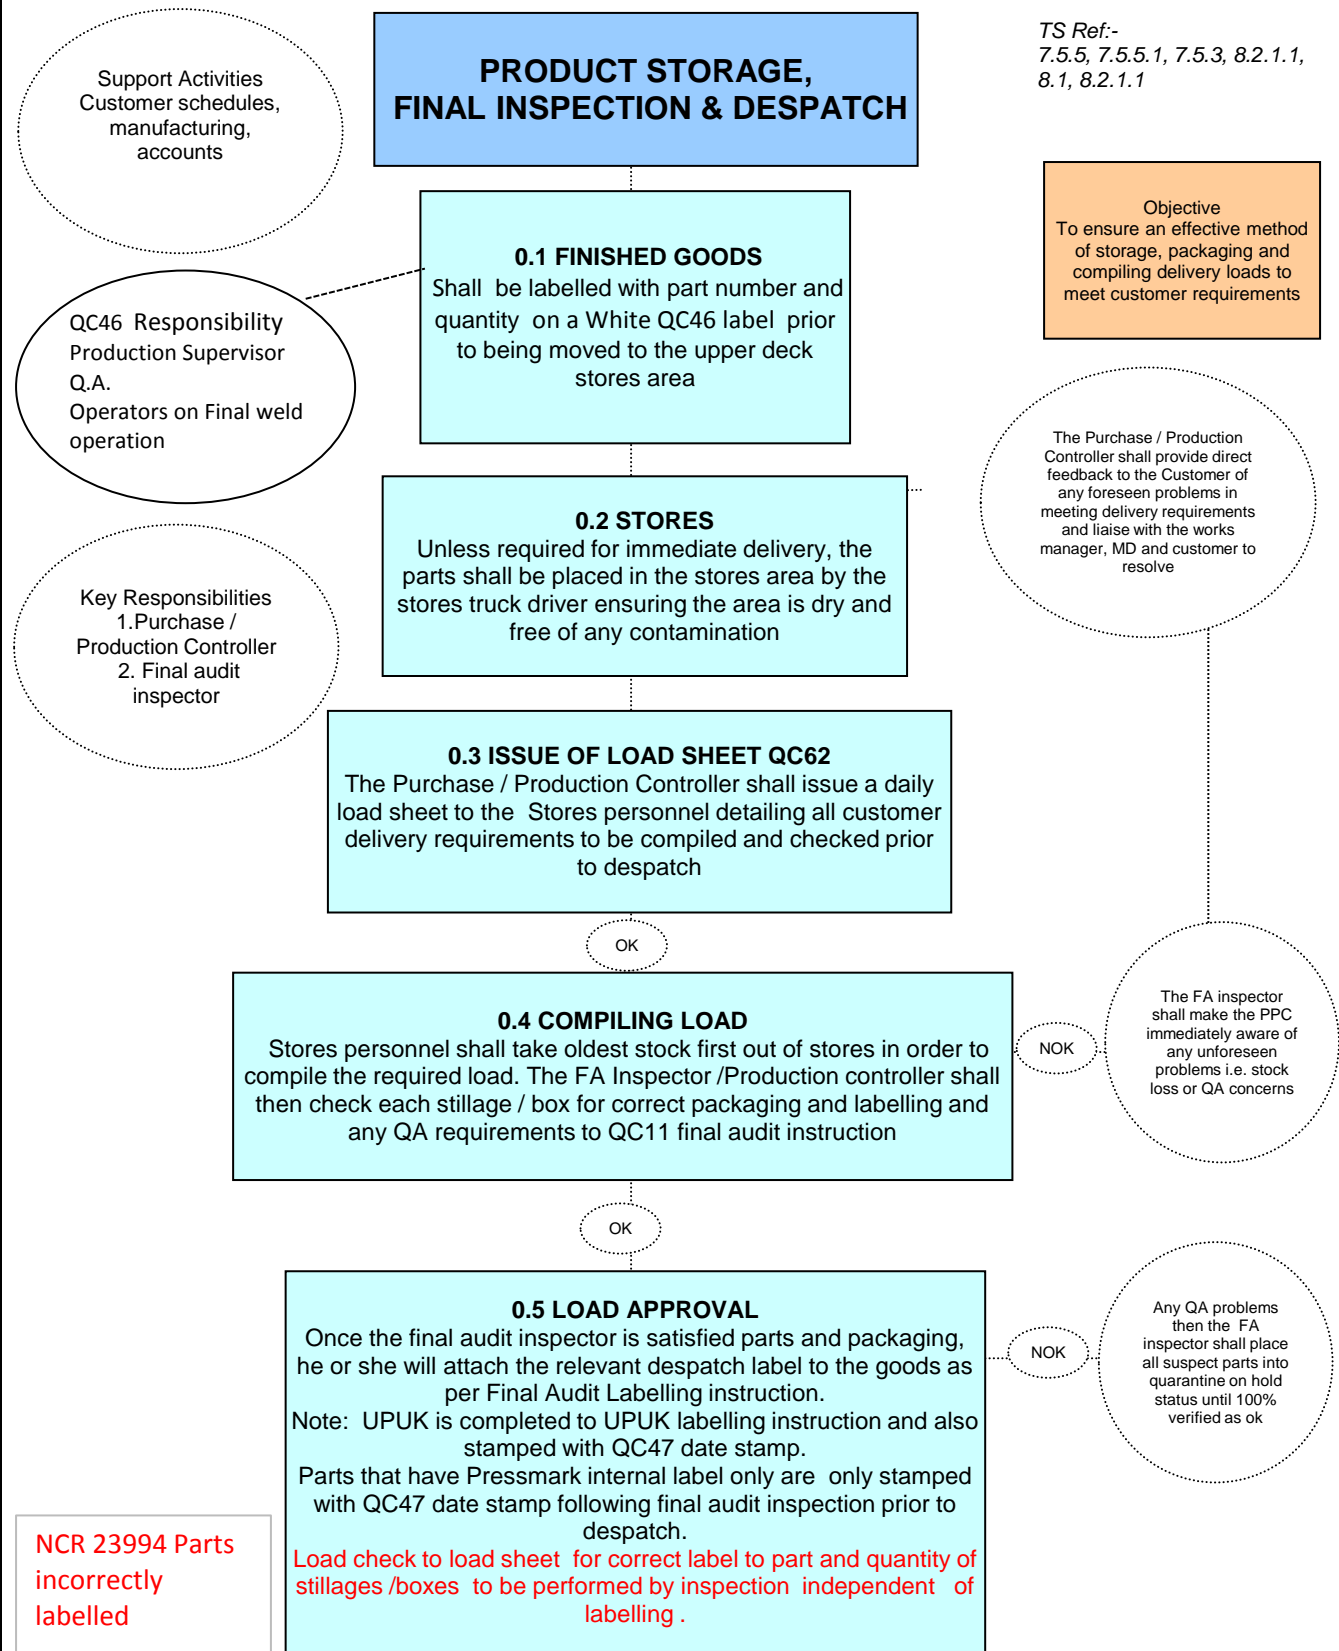 Support Activities
Customer schedules,
manufacturing,
accounts
PRODUCT STORAGE,
FINAL INSPECTION & DESPATCH
TS Ref:-
7.5.5, 7.5.5.1, 7.5.3, 8.2.1.1,
8.1, 8.2.1.1
Objective
To ensure an effective method
of storage, packaging and
compiling delivery loads to
meet customer requirements
0.1 FINISHED GOODS
Shall be labelled with part number and
quantity on a White QC46 label prior
to being moved to the upper deck
stores area
QC46 Responsibility
Production Supervisor
Q.A.
Operators on Final weld
operation
The Purchase / Production
Controller shall provide direct
feedback to the Customer of
any foreseen problems in
meeting delivery requirements
and liaise with the works
manager, MD and customer to
resolve
0.2 STORES
Unless required for immediate delivery, the
parts shall be placed in the stores area by the
stores truck driver ensuring the area is dry and
free of any contamination
Key Responsibilities
1.Purchase /
Production Controller
2. Final audit
inspector
0.3 ISSUE OF LOAD SHEET QC62
The Purchase / Production Controller shall issue a daily
load sheet to the Stores personnel detailing all customer
delivery requirements to be compiled and checked prior
to despatch
OK
0.4 COMPILING LOAD
Stores personnel shall take oldest stock first out of stores in order to
compile the required load. The FA Inspector /Production controller shall
then check each stillage / box for correct packaging and labelling and
any QA requirements to QC11 final audit instruction
NOK
The FA inspector
shall make the PPC
immediately aware of
any unforeseen
problems i.e. stock
loss or QA concerns
OK
0.5 LOAD APPROVAL
Once the final audit inspector is satisfied parts and packaging,
he or she will attach the relevant despatch label to the goods as
per Final Audit Labelling instruction.
Note: UPUK is completed to UPUK labelling instruction and also
stamped with QC47 date stamp.
Parts that have Pressmark internal label only are only stamped
with QC47 date stamp following final audit inspection prior to
despatch.
Load check to load sheet for correct label to part and quantity of
stillages /boxes to be performed by inspection independent of
labelling .
NOK
Any QA problems
then the FA
inspector shall place
all suspect parts into
quarantine on hold
status until 100%
verified as ok
NCR 23994 Parts
incorrectly
labelled